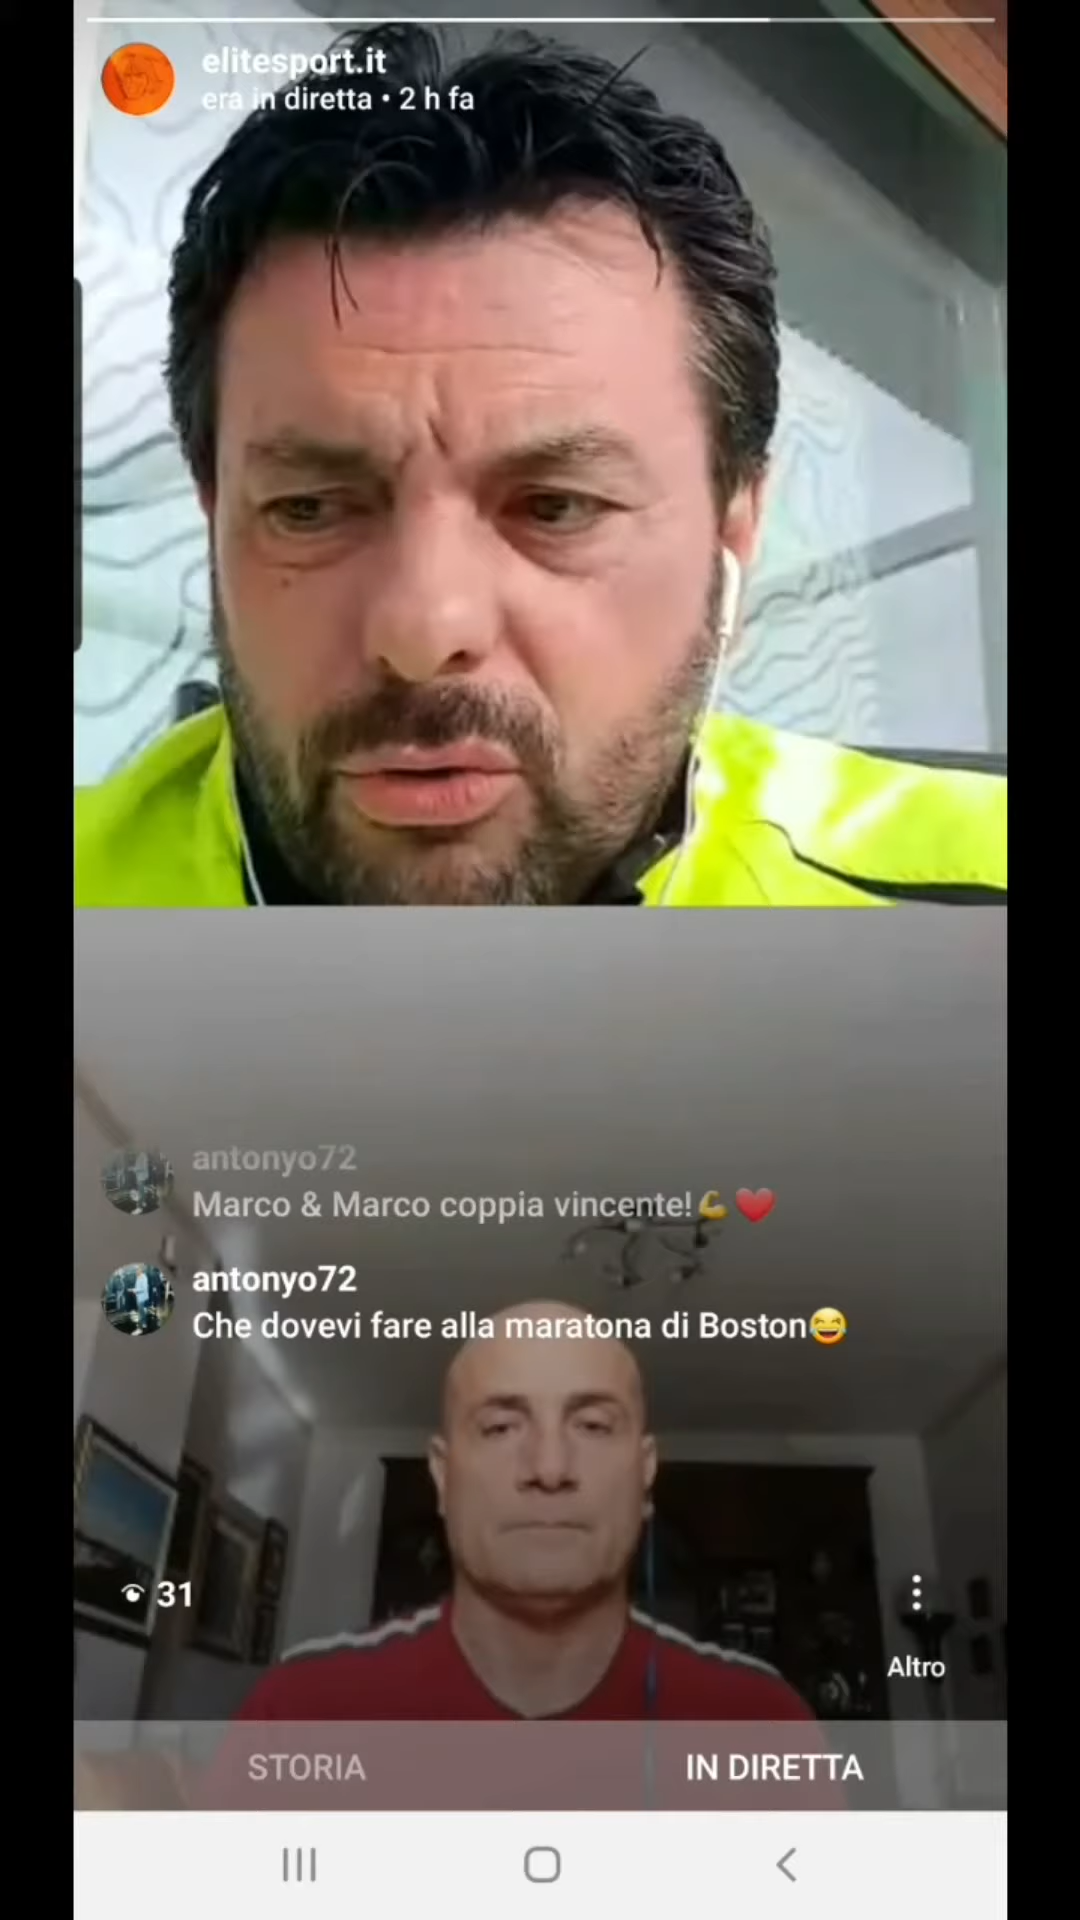 elitesport.it
era in diretta • 2 h fa
antonyo72
Marco & Marco coppia vincente!💪❤️
antonyo72
Che dovevi fare alla maratona di Boston😂
31
Altro
STORIA
IN DIRETTA